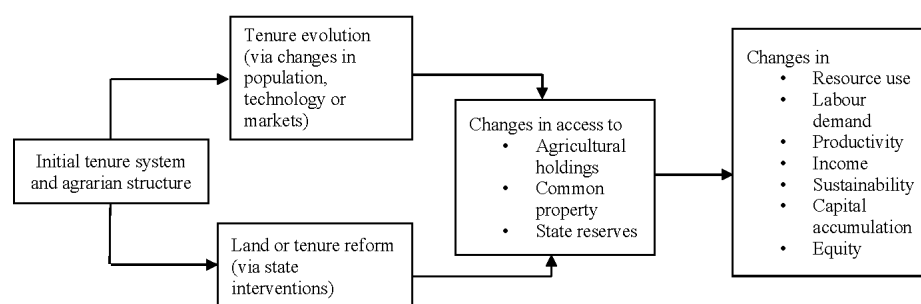 Initial tenure system
and agrarian structure
Tenure evolution
(via changes in
population,
technology or
markets)
Land or tenure reform
(via state
interventions)
Changes in access to
• Agricultural
holdings
• Common
property
• State reserves
Changes in
• Resource use
• Labour
demand
• Productivity
• Income
• Sustainability
• Capital
accumulation
• Equity